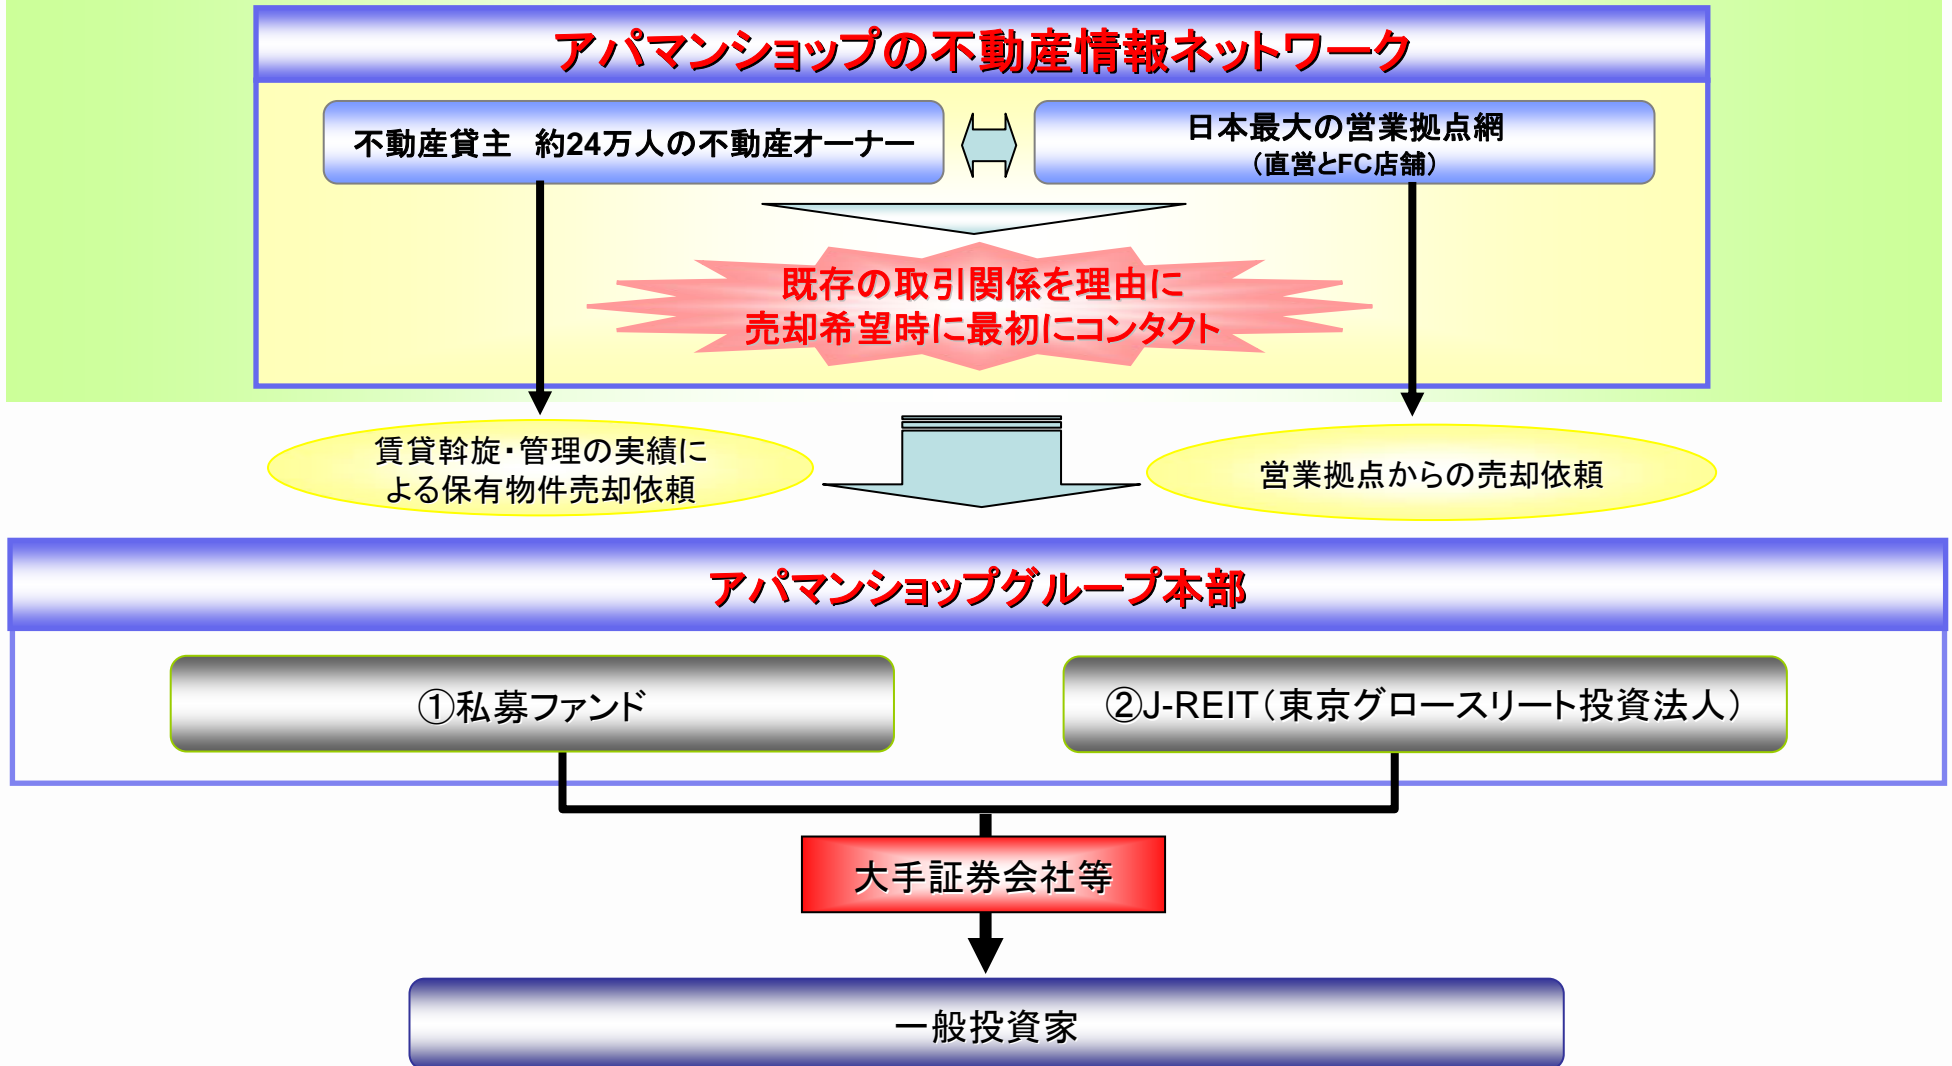 アパマンショップの不動産情報ネットワーク
不動産貸主　約24万人の不動産オーナー
日本最大の営業拠点網
（直営とFC店舗）
既存の取引関係を理由に
売却希望時に最初にコンタクト
賃貸斡旋・管理の実績に
よる保有物件売却依頼
営業拠点からの売却依頼
アパマンショップグループ本部
①私募ファンド
②J-REIT（東京グロースリート投資法人）
大手証券会社等
一般投資家